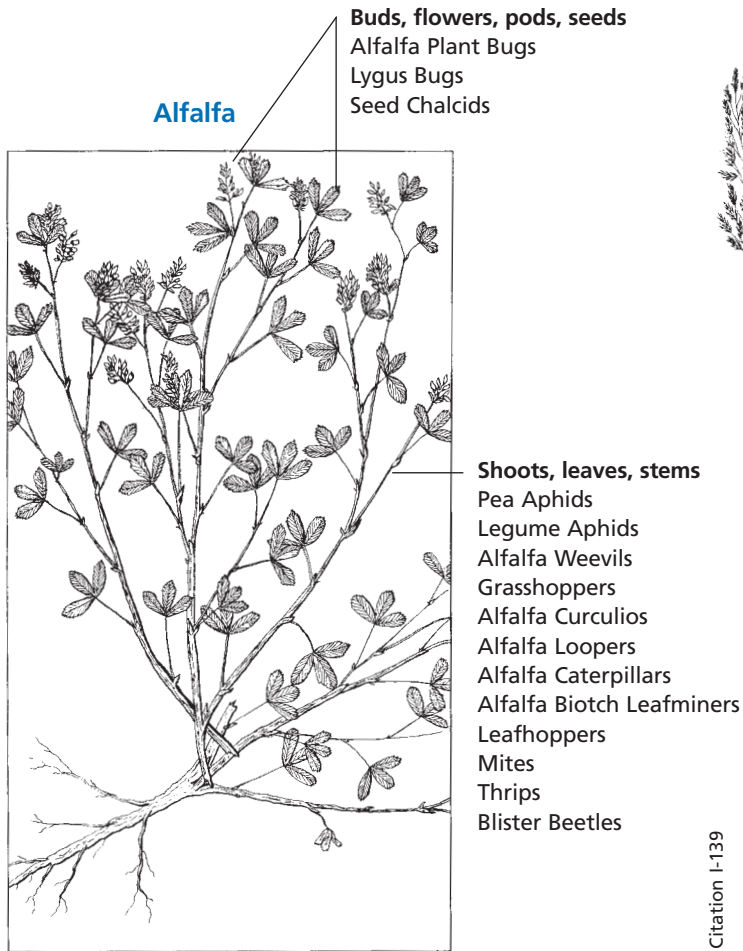 Buds, flowers, pods, seeds
Alfalfa Plant Bugs
Lygus Bugs
Seed Chalcids
Alfalfa
Shoots, leaves, stems
Pea Aphids
Legume Aphids
Alfalfa Weevils
Grasshoppers
Alfalfa Curculios
Alfalfa Loopers
Alfalfa Caterpillars
Alfalfa Biotch Leafminers
Leafhoppers
Mites
Thrips
Blister Beetles
Citation I-139